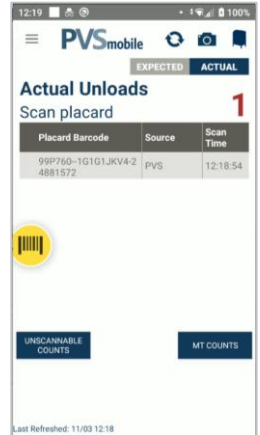 12:19
100%
PVSmobile
EXPECTED ACTUAL
Actual Unloads
Scan placard
1
Placard Barcode Source Scan Time
99P760--1G1G1JKV4-2
4881572 PVS 12:18:54
UNSCANNABLE
COUNTS
MT COUNTS
Last Refreshed: 11/03 12:18